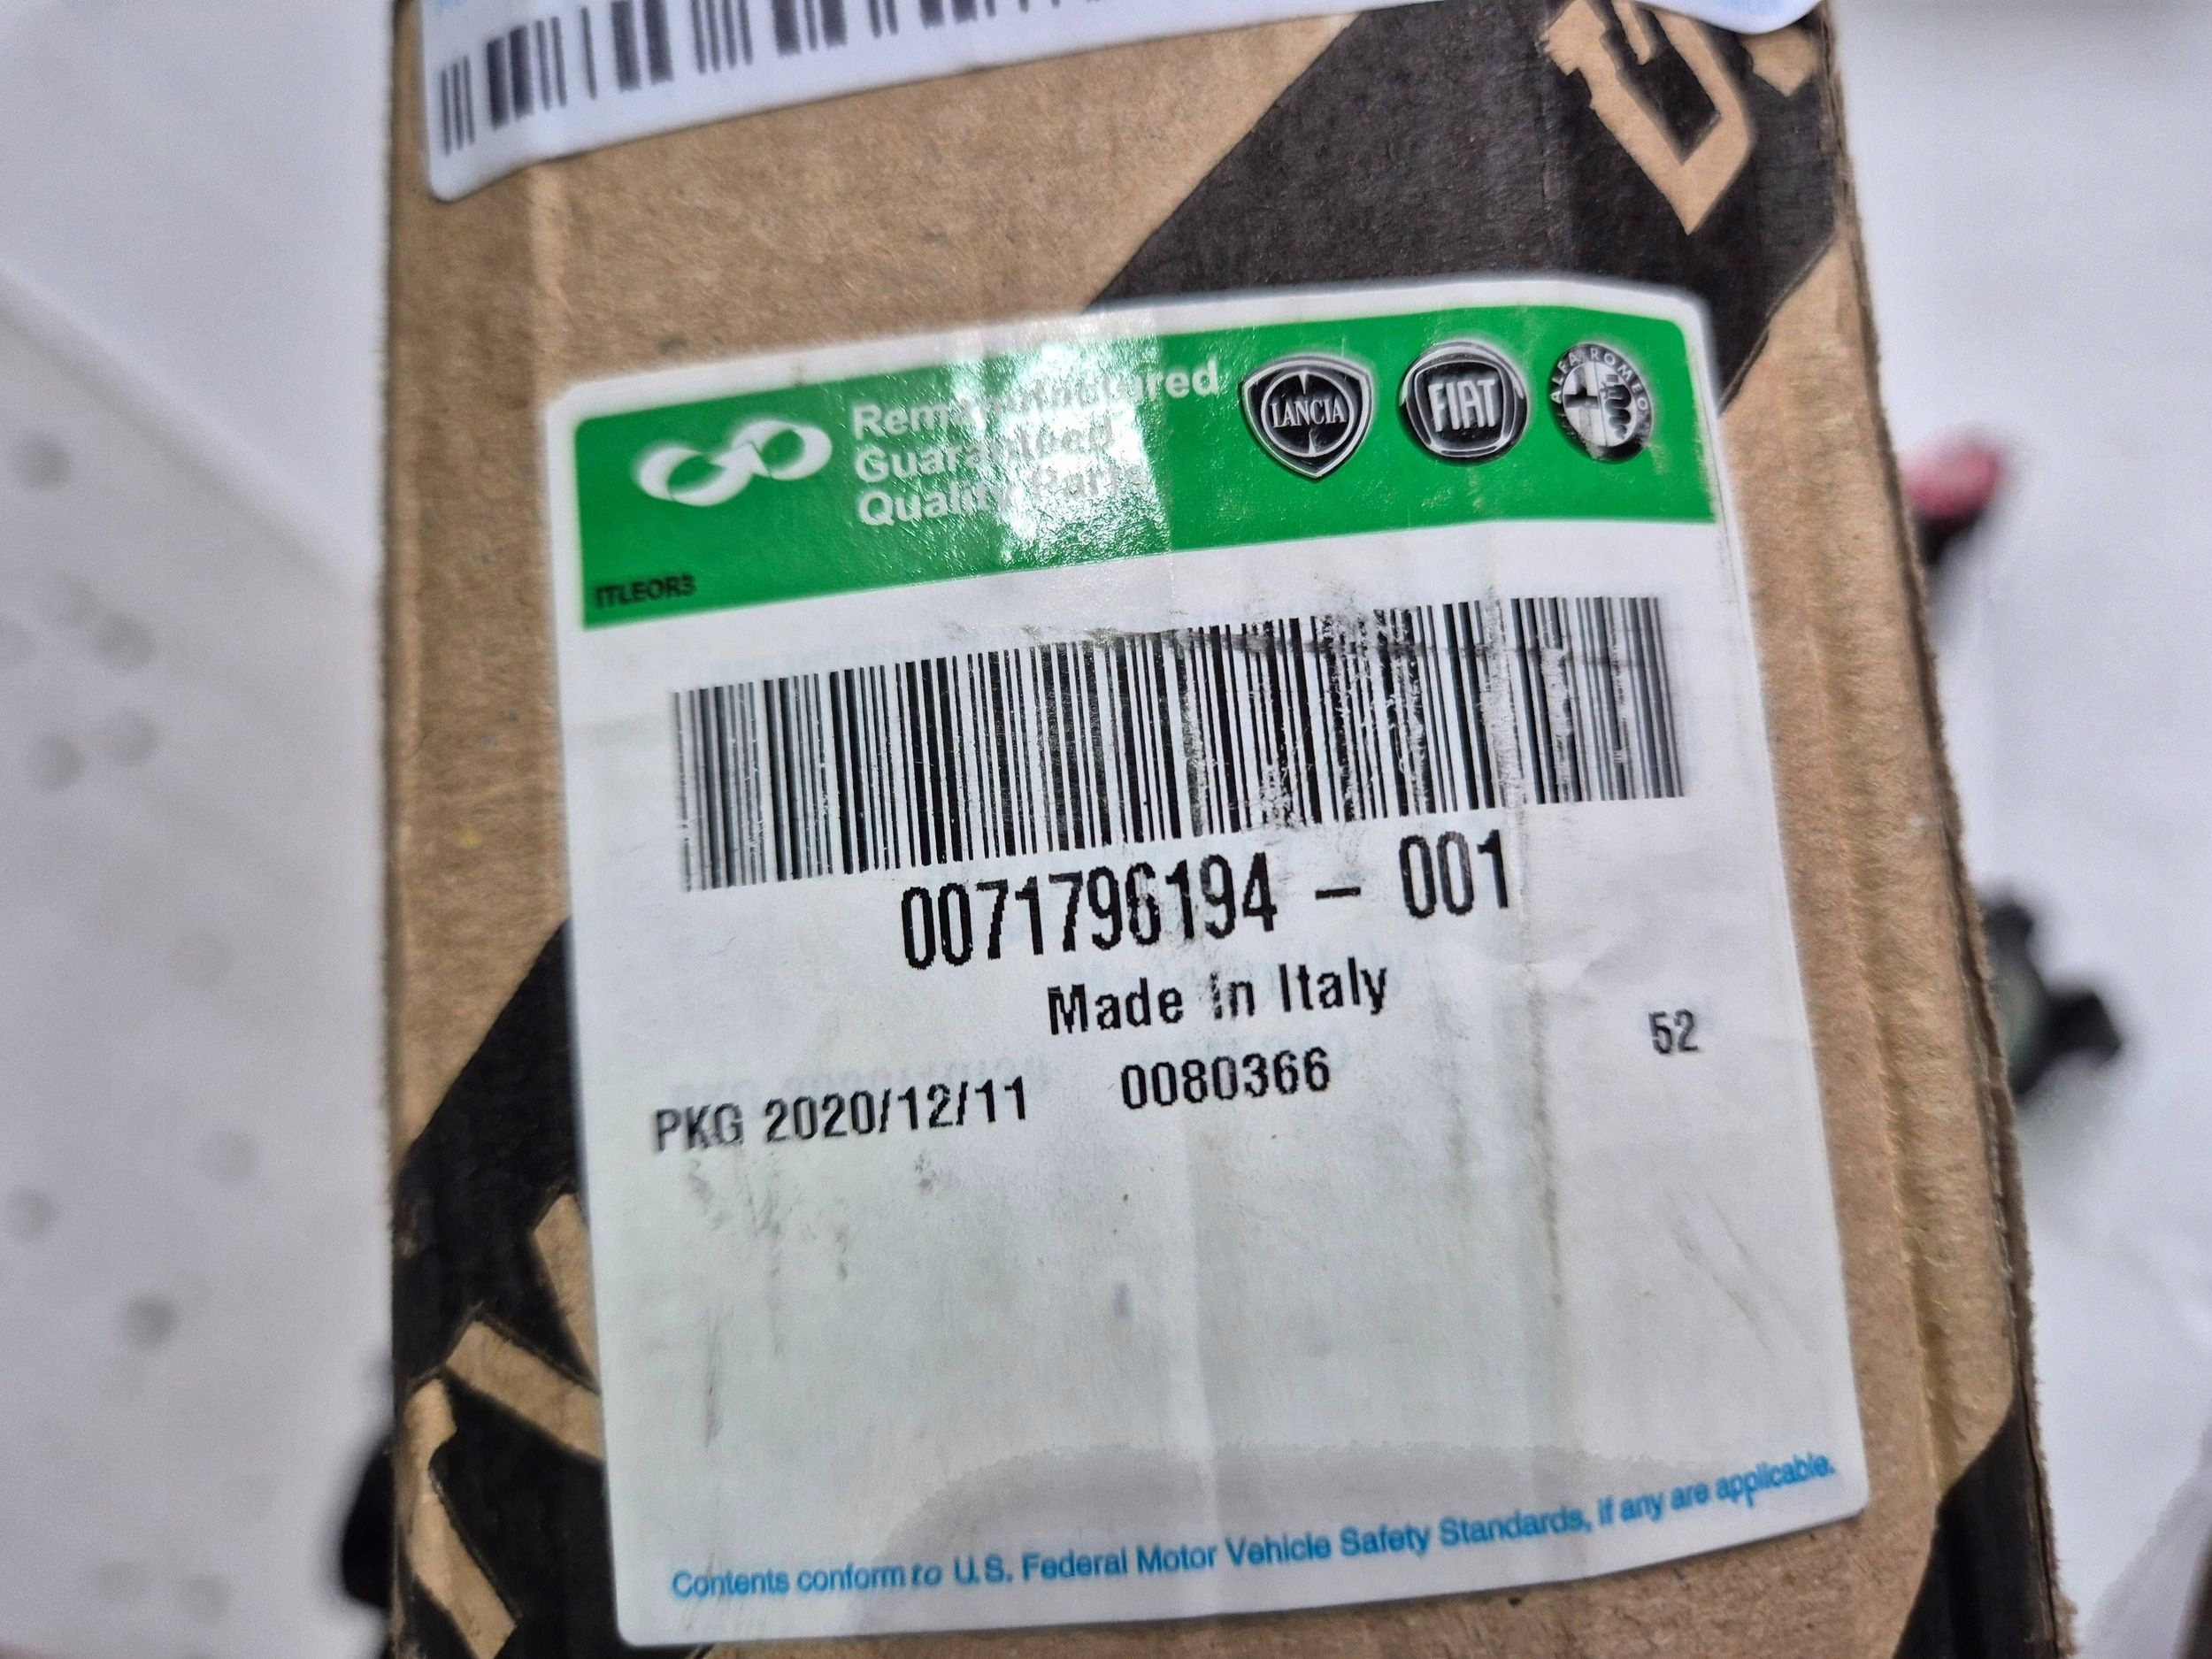 Remanufactured
Guaranteed
Quality Parts
LANCIA
FIAT
ALFA ROMEO
ITLEORS
0071796194 - 001
Made in Italy
52
PKG 2020/12/11 0080366
Contents conform to U.S. Federal Motor Vehicle Safety Standards, if any are applicable.